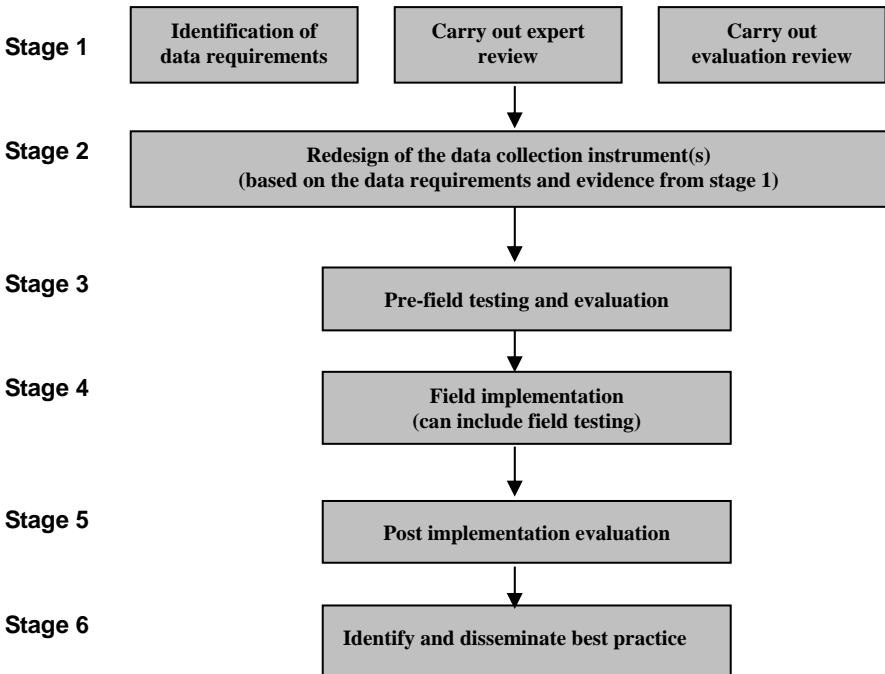 Stage 1
Identification of
data requirements
Carry out expert
review
Carry out
evaluation review
Stage 2
Redesign of the data collection instrument(s)
(based on the data requirements and evidence from stage 1)
Stage 3
Pre-field testing and evaluation
Stage 4
Field implementation
(can include field testing)
Stage 5
Post implementation evaluation
Stage 6
Identify and disseminate best practice